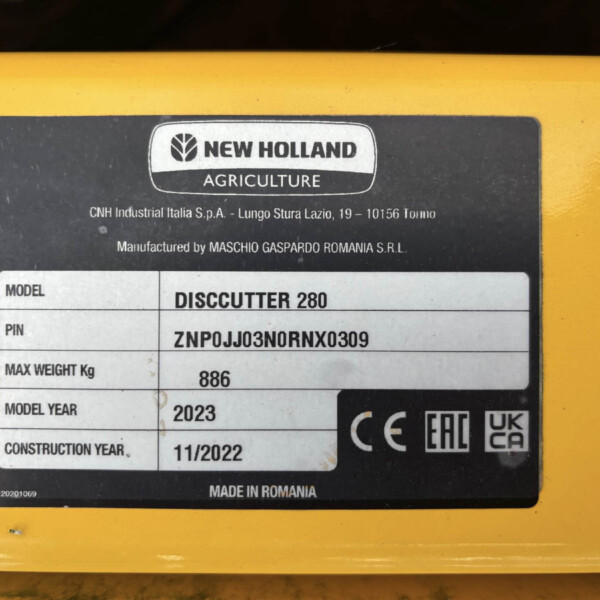 NEW HOLLAND
AGRICULTURE
CNH Industrial Italia S.p.A. - Lungo Stura Lazio, 19 – 10156 Torino
Manufactured by MASCHIO GASPARDO ROMANIA S.R.L.
MODEL DISCCUTTER 280
PIN ZNP0JJ03N0RNX0309
MAX WEIGHT Kg 886
MODEL YEAR 2023
CONSTRUCTION YEAR 11/2022
CE EAC UK CA
20201069 MADE IN ROMANIA